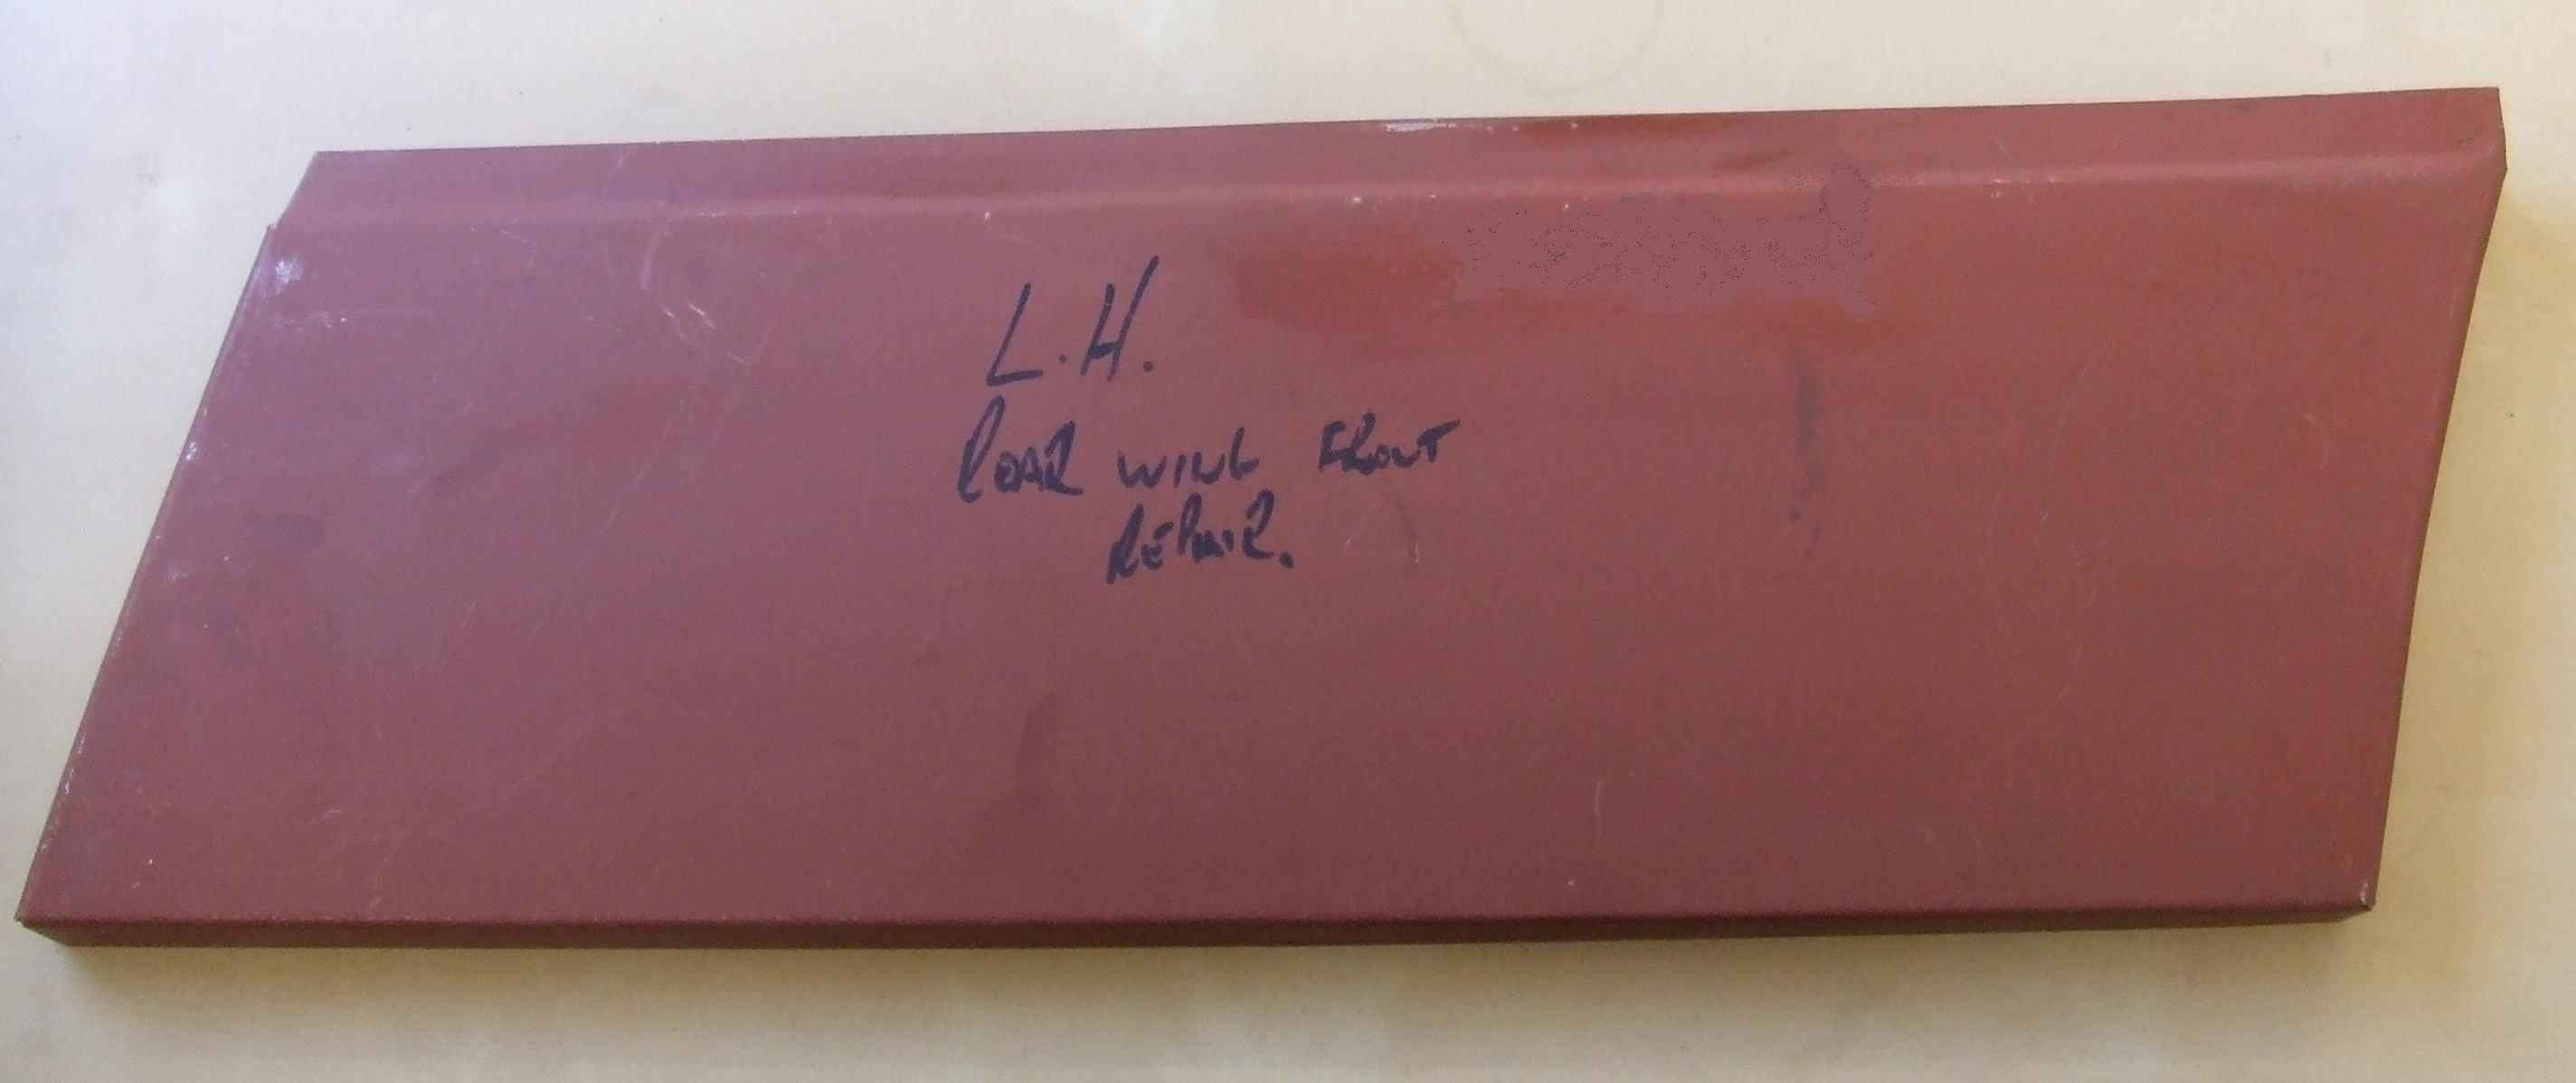 L.H.
REAR WING FRONT
REPAIR.